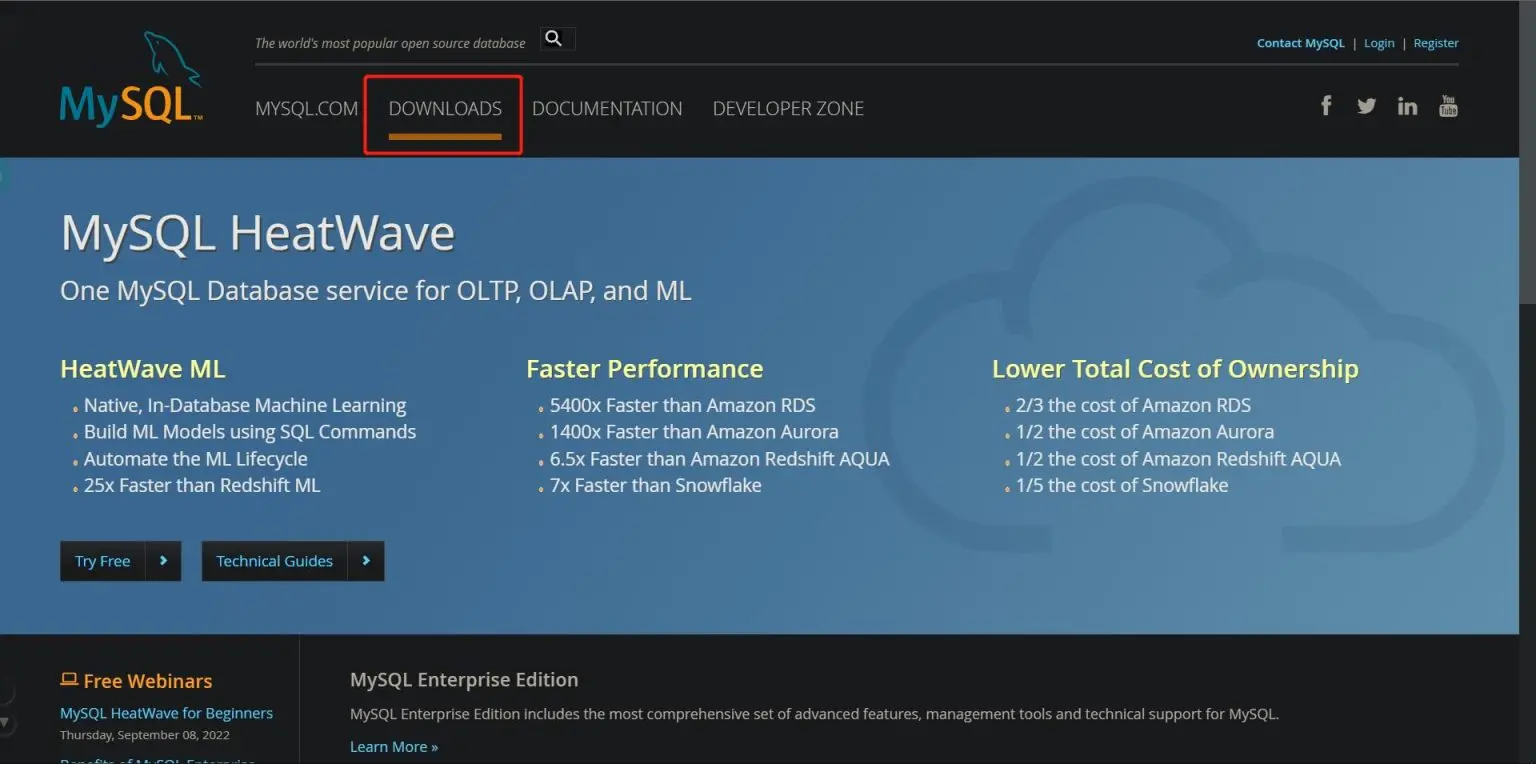 The world's most popular open source database
Contact MySQL | Login | Register
MySQL™
MYSQL.COM DOWNLOADS DOCUMENTATION DEVELOPER ZONE
You Tube
MySQL HeatWave
One MySQL Database service for OLTP, OLAP, and ML
HeatWave ML
Native, In-Database Machine Learning
Build ML Models using SQL Commands
Automate the ML Lifecycle
25x Faster than Redshift ML
Faster Performance
5400x Faster than Amazon RDS
1400x Faster than Amazon Aurora
6.5x Faster than Amazon Redshift AQUA
7x Faster than Snowflake
Lower Total Cost of Ownership
2/3 the cost of Amazon RDS
1/2 the cost of Amazon Aurora
1/2 the cost of Amazon Redshift AQUA
1/5 the cost of Snowflake
Try Free
Technical Guides
Free Webinars
MySQL HeatWave for Beginners
Thursday, September 08, 2022
Benefits of MySQL Enterprise
MySQL Enterprise Edition
MySQL Enterprise Edition includes the most comprehensive set of advanced features, management tools and technical support for MySQL.
Learn More »